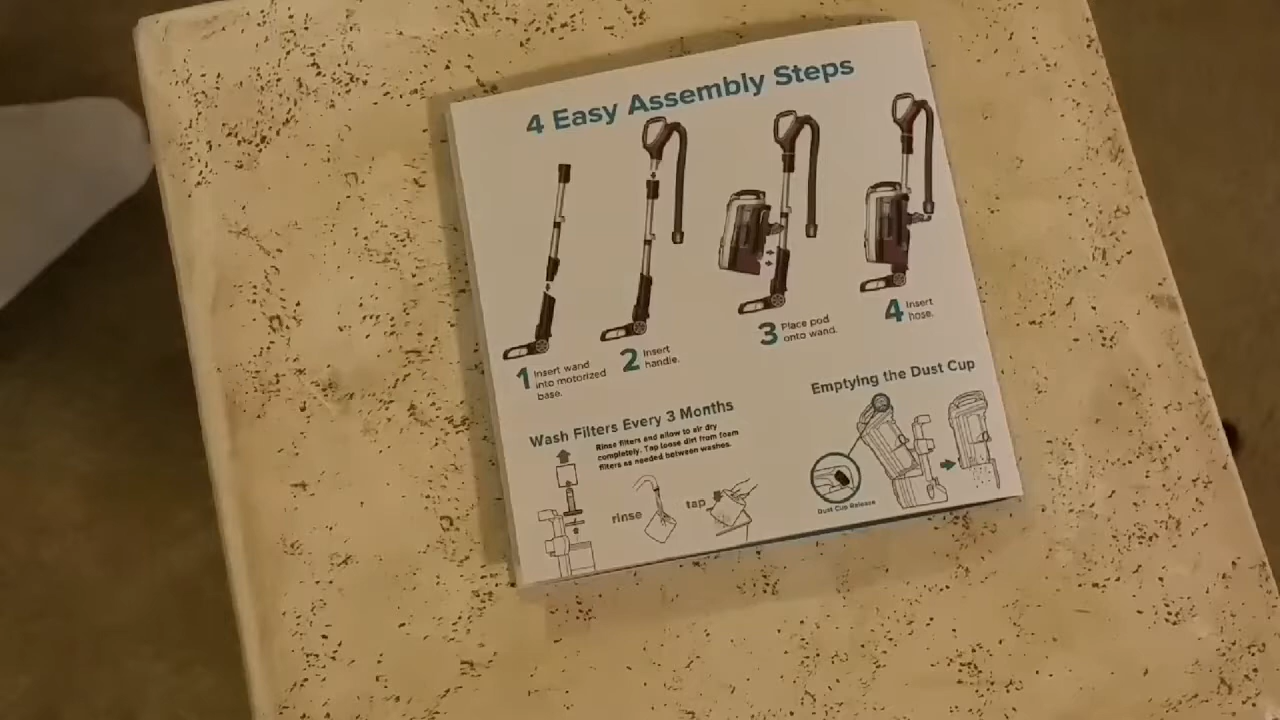 4 Easy Assembly Steps
1 Insert wand
into motorized
base.
2 Insert
handle.
3 Place pod
onto wand.
4 Insert
hose.
Wash Filters Every 3 Months
Rinse filters and allow to air dry
completely. Tap loose dirt from foam
filters as needed between washes.
rinse
tap
Emptying the Dust Cup
Dust Cup Release